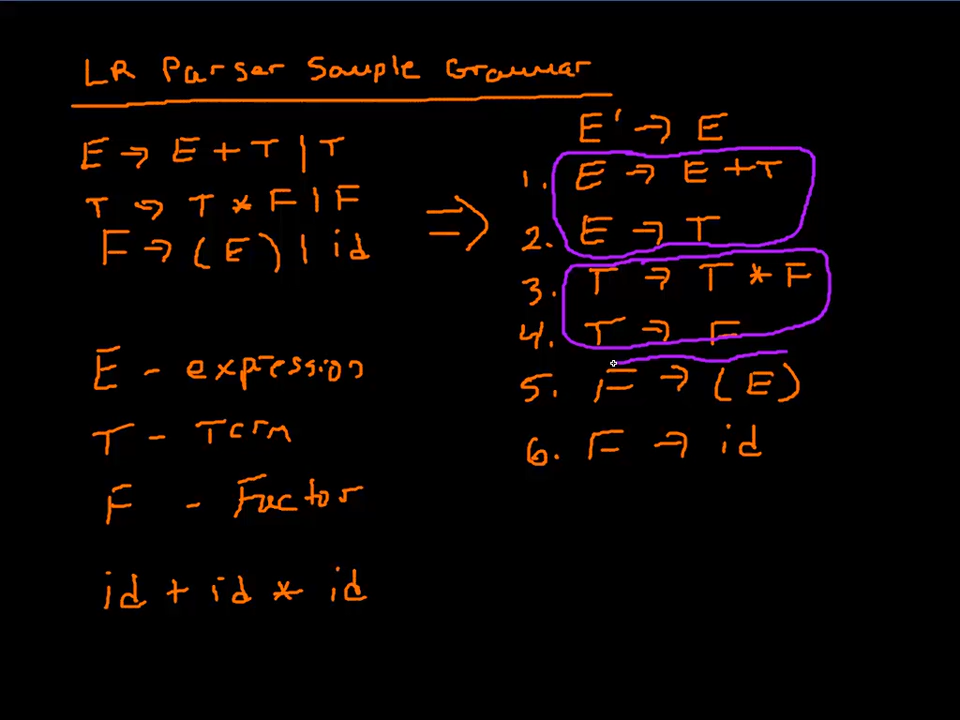 LR Parser Sample Grammar
E → E + T | T
T → T * F | F
F → (E) | id
⇒
E' → E
1. E → E + T
2. E → T
3. T → T * F
4. T → F
5. F → (E)
6. F → id
E - expression
T - Term
F - Factor
id + id * id